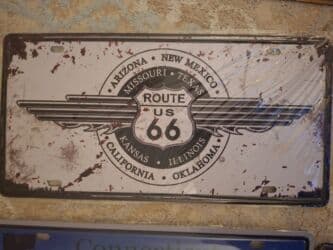 ARIZONA • NEW MEXICO
MISSOURI • TEXAS
ROUTE
US
66
KANSAS • ILLINOIS
CALIFORNIA • OKLAHOMA